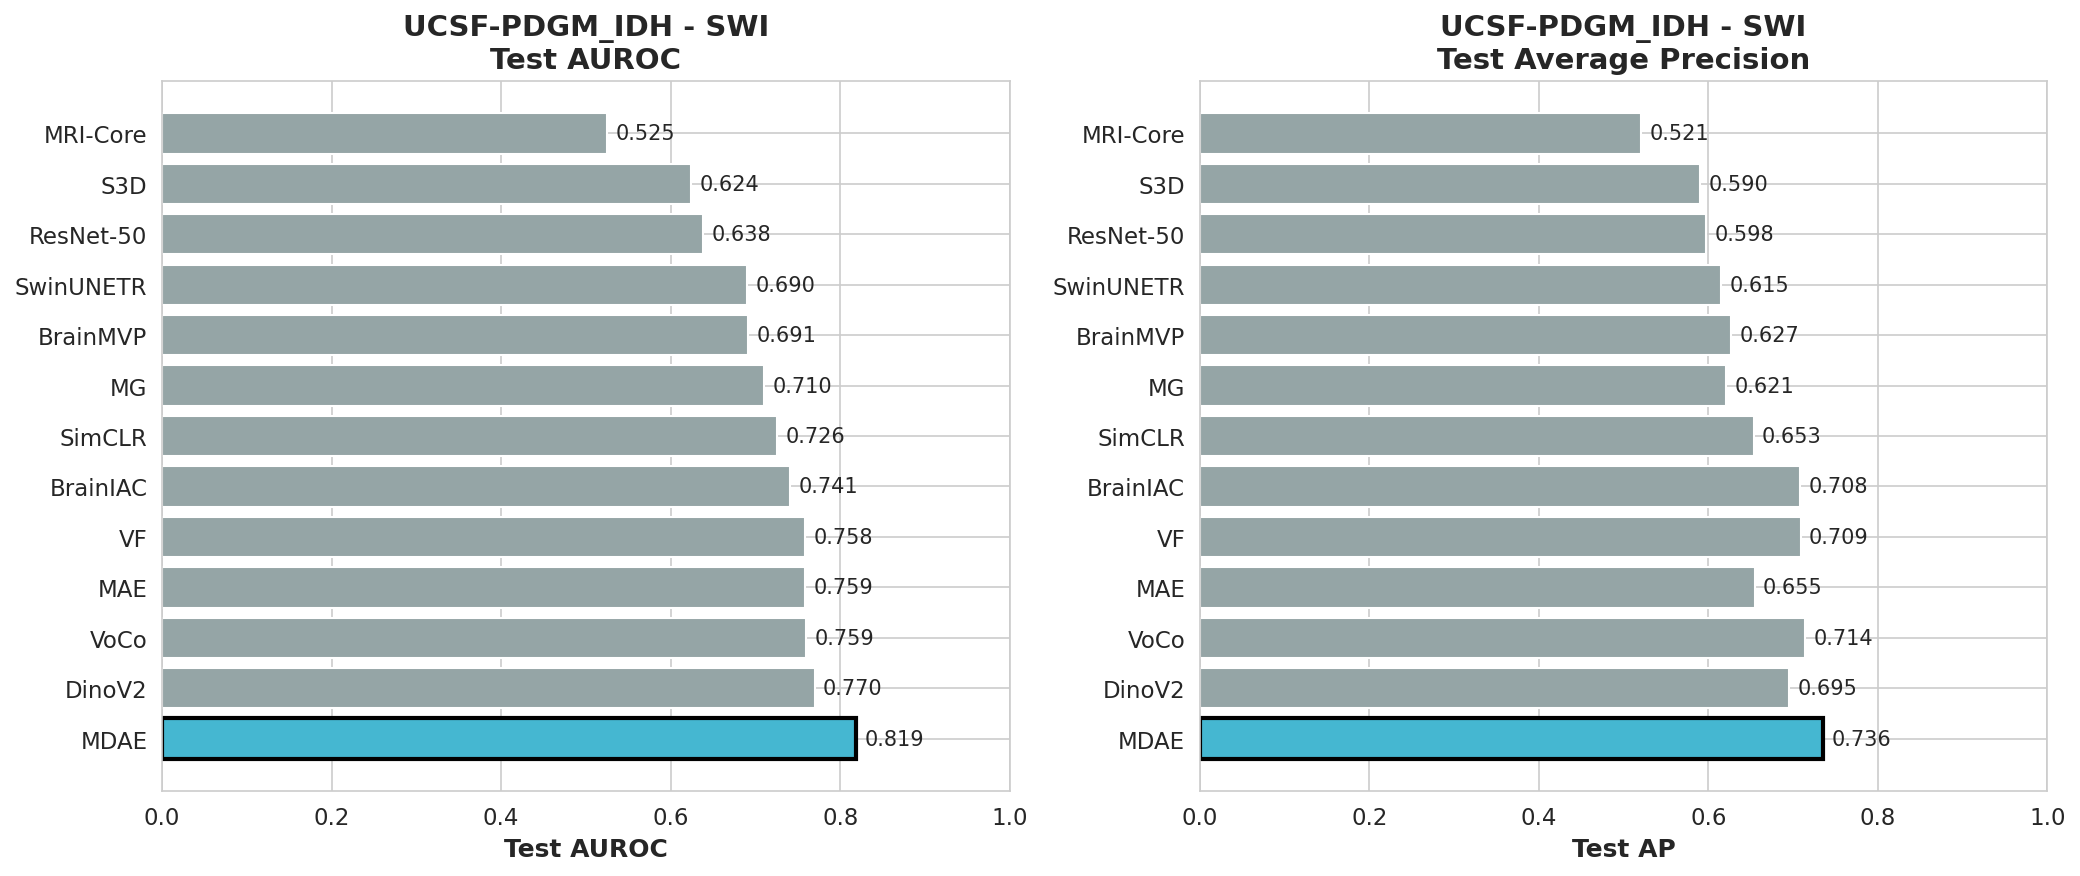 UCSF-PDGM_IDH - SWI
Test AUROC
MRI-Core 0.525
S3D 0.624
ResNet-50 0.638
SwinUNETR 0.690
BrainMVP 0.691
MG 0.710
SimCLR 0.726
BrainIAC 0.741
VF 0.758
MAE 0.759
VoCo 0.759
DinoV2 0.770
MDAE 0.819
0.0 0.2 0.4 0.6 0.8 1.0
Test AUROC
UCSF-PDGM_IDH - SWI
Test Average Precision
MRI-Core 0.521
S3D 0.590
ResNet-50 0.598
SwinUNETR 0.615
BrainMVP 0.627
MG 0.621
SimCLR 0.653
BrainIAC 0.708
VF 0.709
MAE 0.655
VoCo 0.714
DinoV2 0.695
MDAE 0.736
0.0 0.2 0.4 0.6 0.8 1.0
Test AP